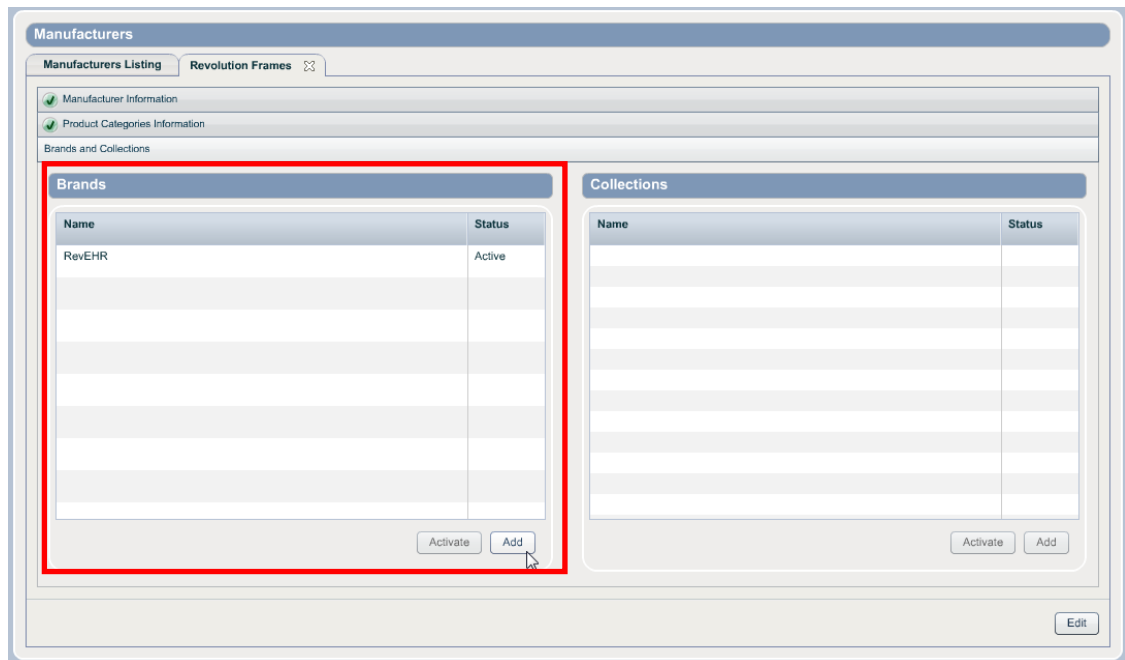 Manufacturers
Manufacturers Listing Revolution Frames
Manufacturer Information
Product Categories Information
Brands and Collections
Brands
Name Status
RevEHR Active
Activate Add
Collections
Name Status
Activate Add
Edit